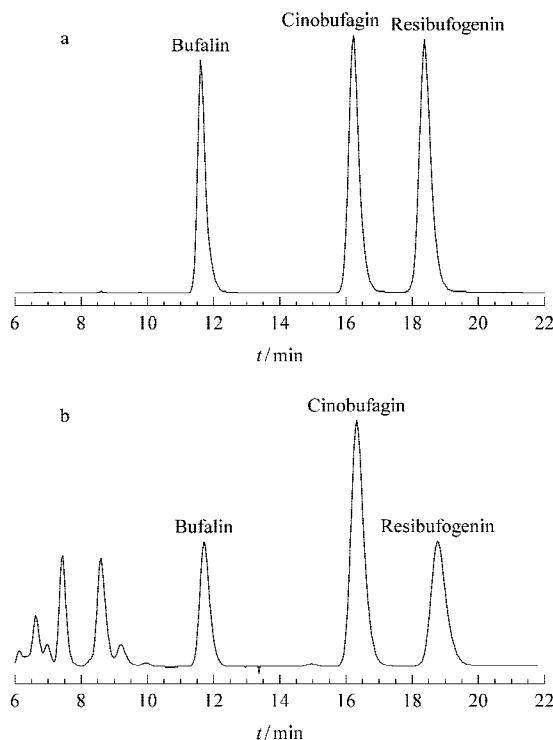 a
Bufalin
Cinobufagin
Resibufogenin
6 8 10 12 14 16 18 20 22
t/min
b
Cinobufagin
Bufalin
Resibufogenin
6 8 10 12 14 16 18 20 22
t/min